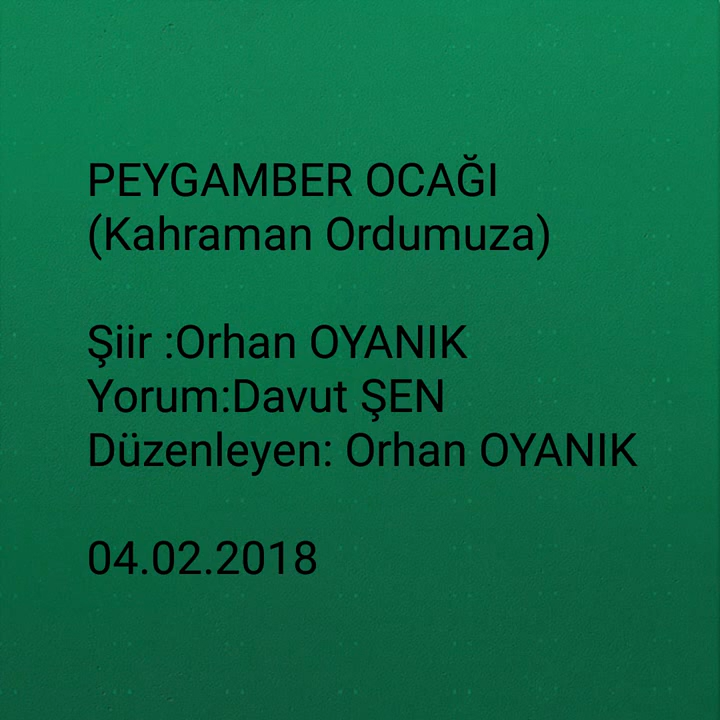 PEYGAMBER OCAĞI
(Kahraman Ordumuza)
Şiir :Orhan OYANIK
Yorum:Davut ŞEN
Düzenleyen: Orhan OYANIK
04.02.2018